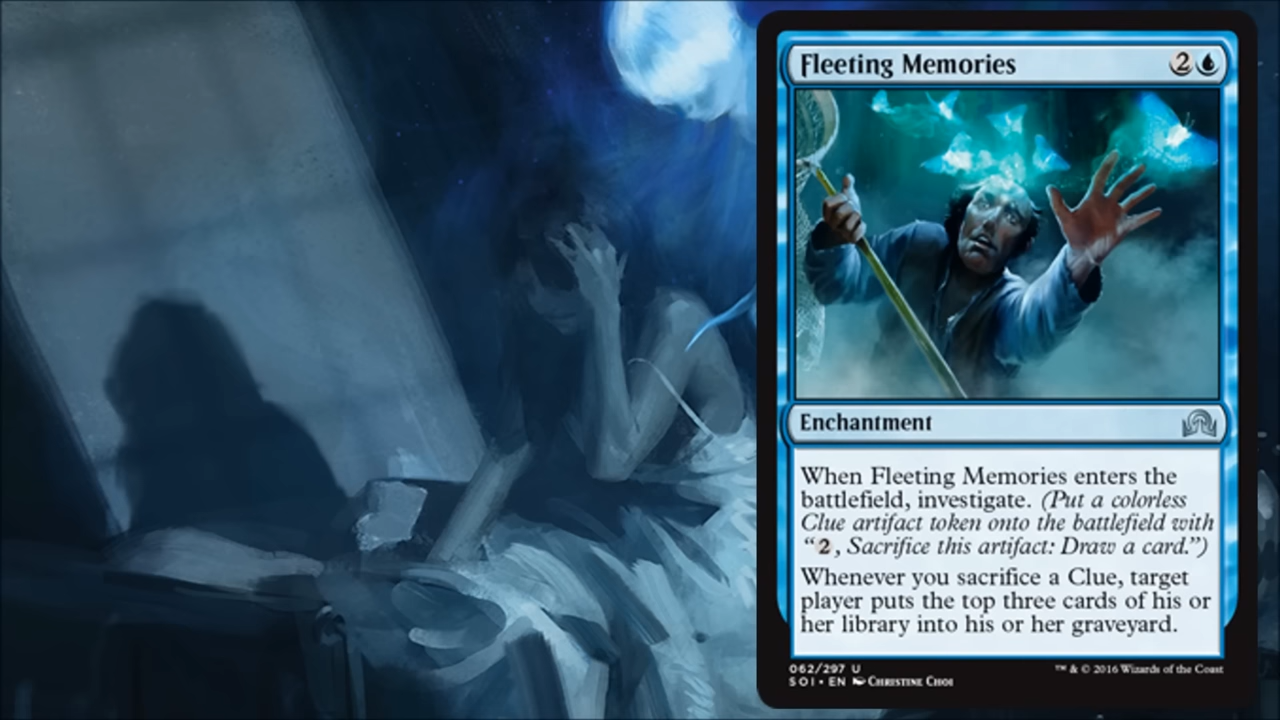 Fleeting Memories 2
Enchantment
When Fleeting Memories enters the
battlefield, investigate. (Put a colorless
Clue artifact token onto the battlefield with
"2, Sacrifice this artifact: Draw a card.")
Whenever you sacrifice a Clue, target
player puts the top three cards of his or
her library into his or her graveyard.
062/297 U
™ & © 2016 Wizards of the Coast
SOI • EN Christine Choi